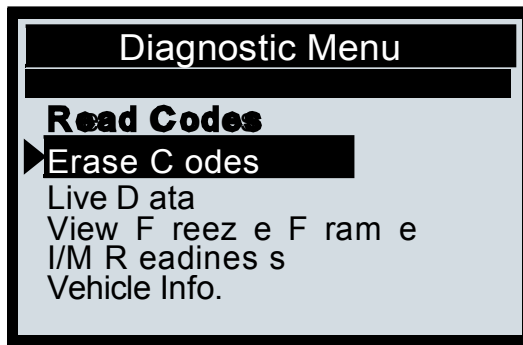 Diagnostic Menu
Read Codes
Erase C odes
Live D ata
View F reez e F ram e
I/M R eadines s
Vehicle Info.